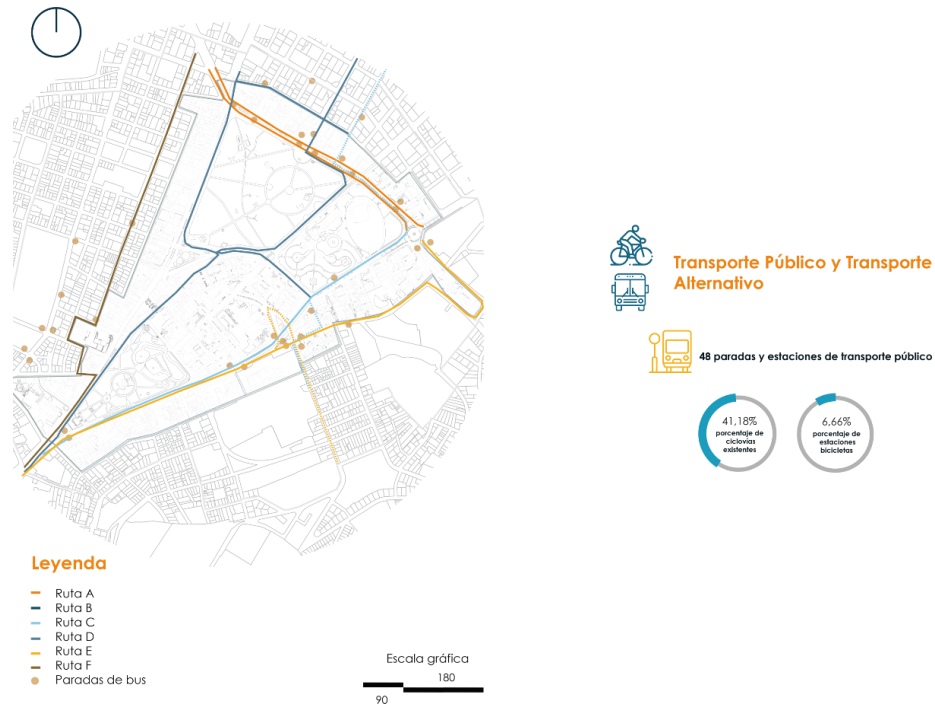 Transporte Público y Transporte
Alternativo
48 paradas y estaciones de transporte público
41,18%
porcentaje de
ciclovias
existentes
6,66%
porcentaje de
estaciones
bicicletas
Leyenda
Ruta A
Ruta B
Ruta C
Ruta D
Ruta E
Ruta F
Paradas de bus
Escala gráfica
180
90